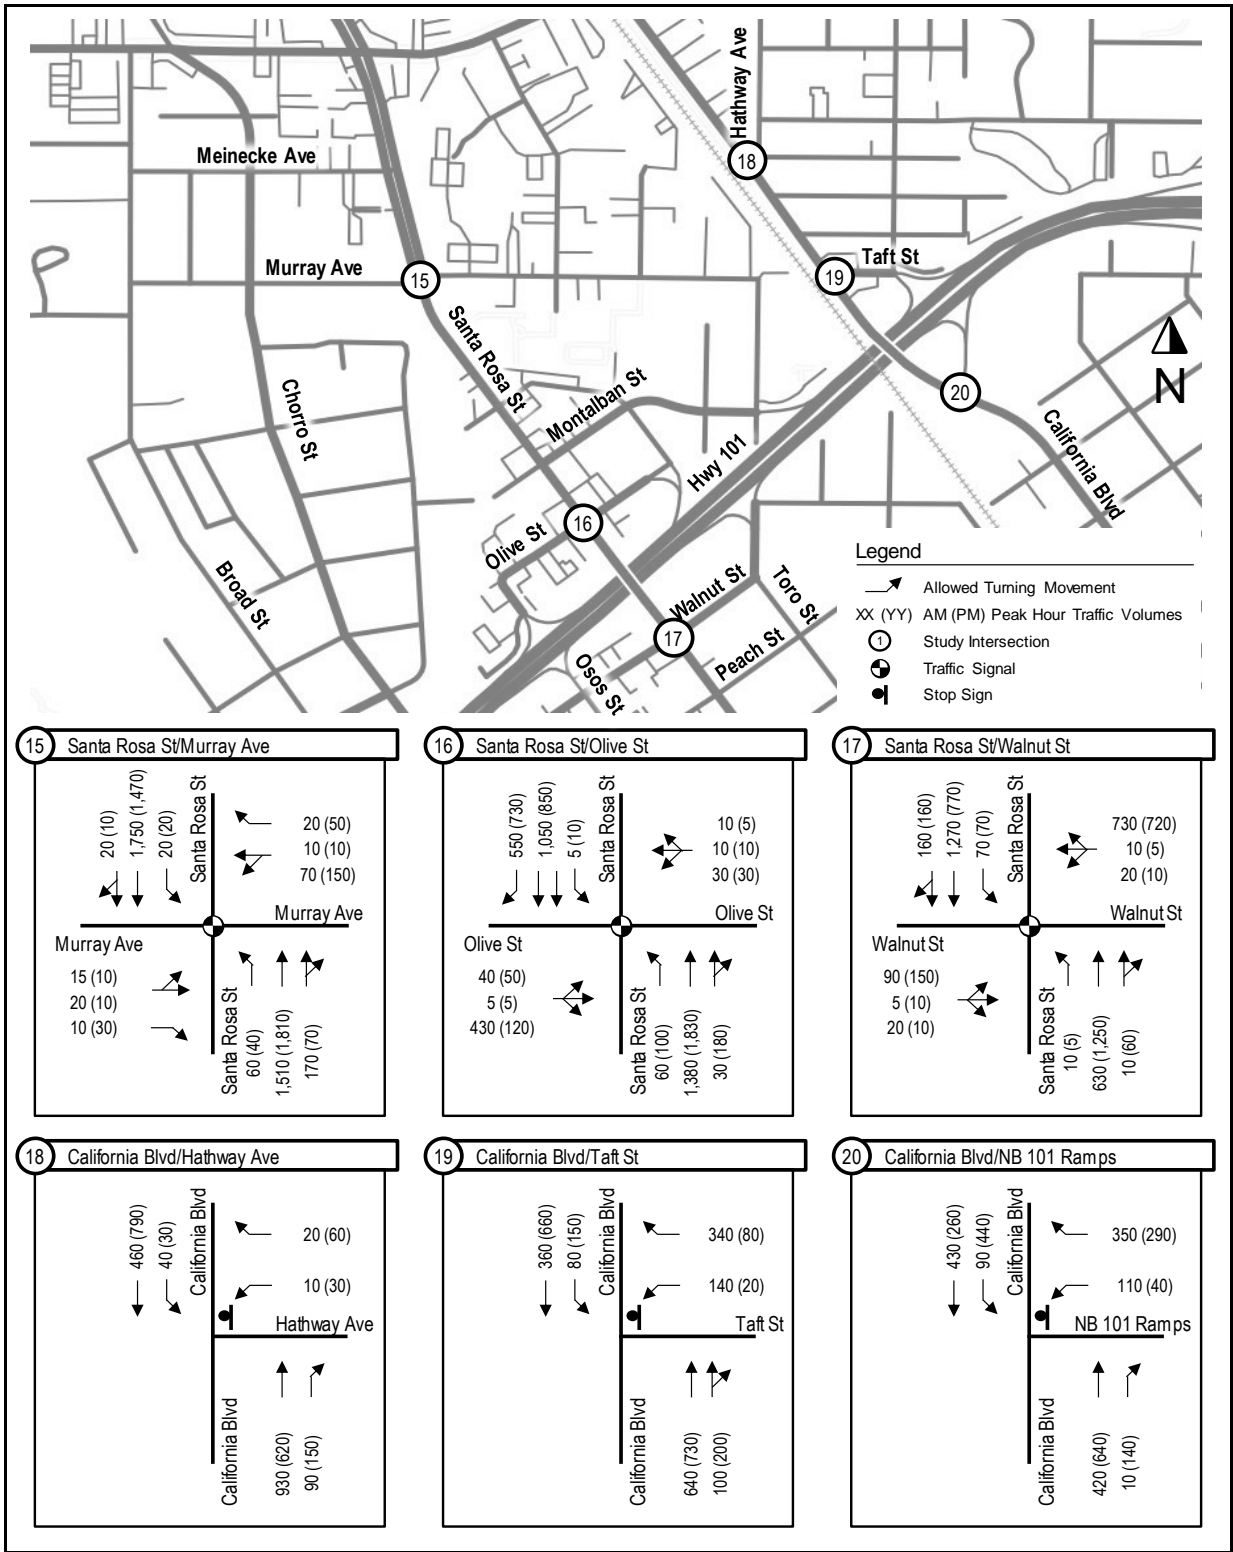 Hathway Ave
18
Meinecke Ave
Murray Ave
15
Taft St
19
Santa Rosa St
N
20
Chorro St
Montalban St
California Blvd
Hwy 101
16
Olive St
Broad St
Walnut St
Toro St
17
Peach St
Osos St
Legend
Allowed Turning Movement
XX (YY) AM (PM) Peak Hour Traffic Volumes
1 Study Intersection
Traffic Signal
Stop Sign
15 Santa Rosa St/Murray Ave
20 (10)
1,750 (1,470)
20 (20)
Santa Rosa St
20 (50)
10 (10)
70 (150)
Murray Ave
Murray Ave
15 (10)
20 (10)
10 (30)
Santa Rosa St
60 (40)
1,510 (1,810)
170 (70)
16 Santa Rosa St/Olive St
550 (730)
1,050 (850)
5 (10)
Santa Rosa St
10 (5)
10 (10)
30 (30)
Olive St
Olive St
40 (50)
5 (5)
430 (120)
Santa Rosa St
60 (100)
1,380 (1,830)
30 (180)
17 Santa Rosa St/Walnut St
160 (160)
1,270 (770)
70 (70)
Santa Rosa St
730 (720)
10 (5)
20 (10)
Walnut St
Walnut St
90 (150)
5 (10)
20 (10)
Santa Rosa St
10 (5)
630 (1,250)
10 (60)
18 California Blvd/Hathway Ave
460 (790)
40 (30)
California Blvd
20 (60)
10 (30)
Hathway Ave
California Blvd
930 (620)
90 (150)
19 California Blvd/Taft St
360 (660)
80 (150)
California Blvd
340 (80)
140 (20)
Taft St
California Blvd
640 (730)
100 (200)
20 California Blvd/NB 101 Ramps
430 (260)
90 (440)
California Blvd
350 (290)
110 (40)
NB 101 Ramps
California Blvd
420 (640)
10 (140)